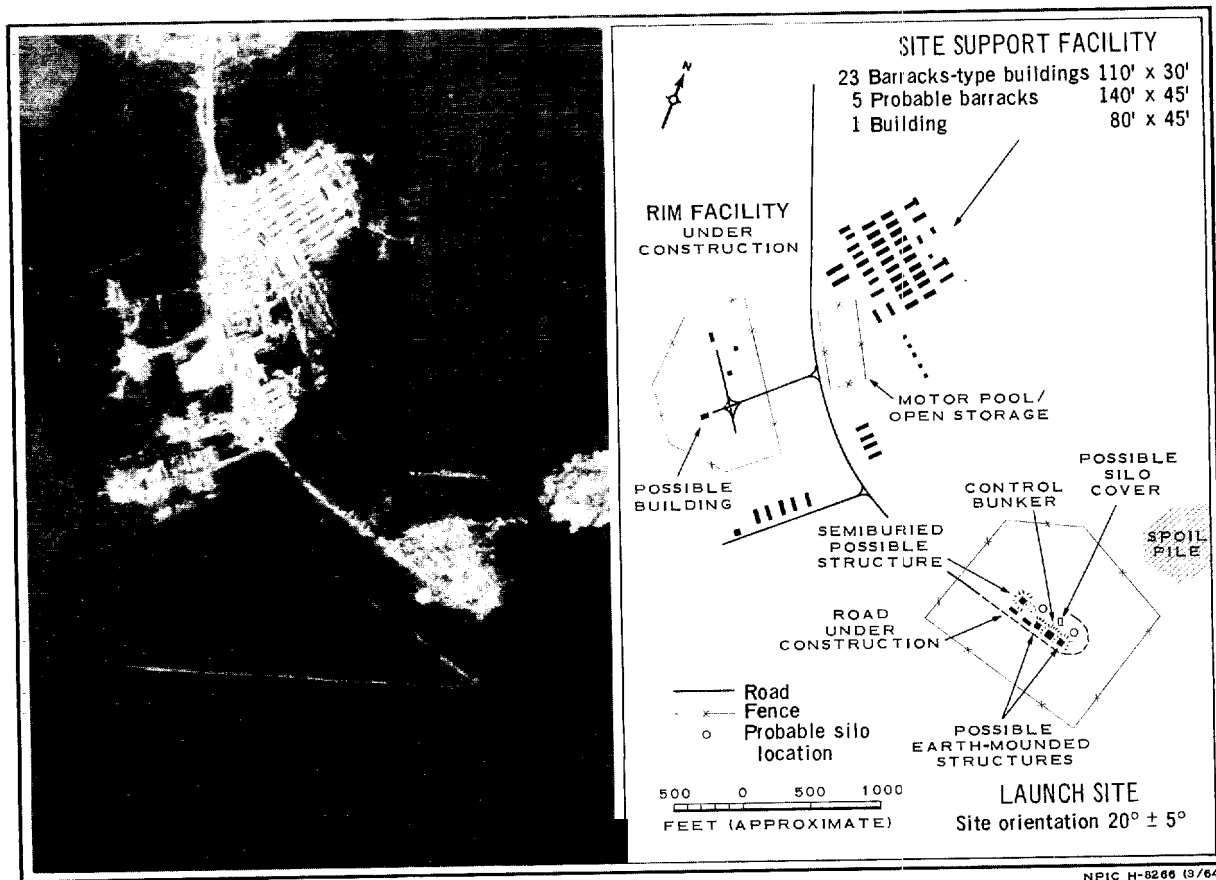 SITE SUPPORT FACILITY
23 Barracks-type buildings 110' x 30'
5 Probable barracks 140' x 45'
1 Building 80' x 45'
N
RIM FACILITY
UNDER
CONSTRUCTION
MOTOR POOL/
OPEN STORAGE
POSSIBLE
BUILDING
POSSIBLE
SILO
COVER
CONTROL
BUNKER
SEMIBURIED
POSSIBLE
STRUCTURE
SPOIL
PILE
ROAD
UNDER
CONSTRUCTION
Road
Fence
Probable silo
location
POSSIBLE
EARTH-MOUNDED
STRUCTURES
500 0 500 1000
FEET (APPROXIMATE)
LAUNCH SITE
Site orientation 20° ± 5°
NPIC H-8266 (3/64